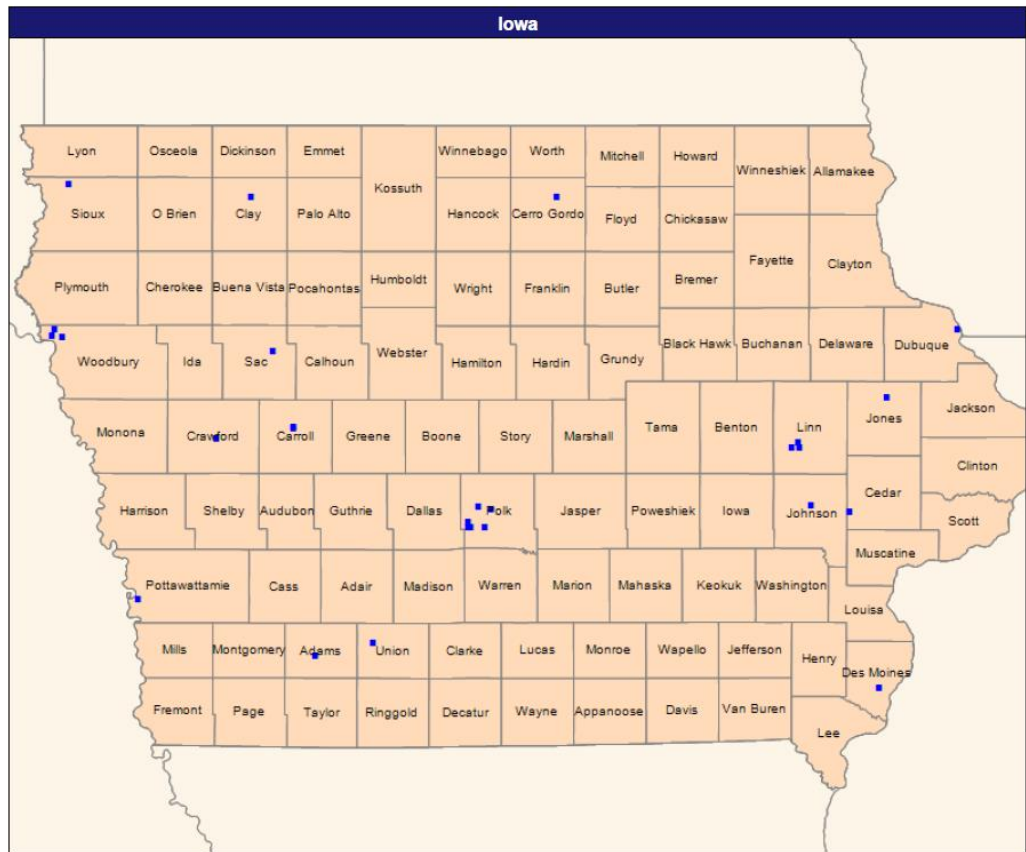 Iowa
Lyon Osceola Dickinson Emmet Winnebago Worth Mitchell Howard
Winneshiek Allamakee
Kossuth
Sioux O Brien Clay Palo Alto Hancock Cerro Gordo Floyd Chickasaw
Fayette Clayton
Plymouth Cherokee Buena Vista Pocahontas Humboldt Wright Franklin Butler Bremer
Woodbury Ida Sac Calhoun Webster Hamilton Hardin Grundy Black Hawk Buchanan Delaware Dubuque
Monona Crawford Carroll Greene Boone Story Marshall Tama Benton Linn Jones Jackson
Clinton
Harrison Shelby Audubon Guthrie Dallas Polk Jasper Poweshiek Iowa Johnson Cedar Scott
Muscatine
Pottawattamie Cass Adair Madison Warren Marion Mahaska Keokuk Washington
Louisa
Mills Montgomery Adams Union Clarke Lucas Monroe Wapello Jefferson Henry Des Moines
Fremont Page Taylor Ringgold Decatur Wayne Appanoose Davis Van Buren
Lee